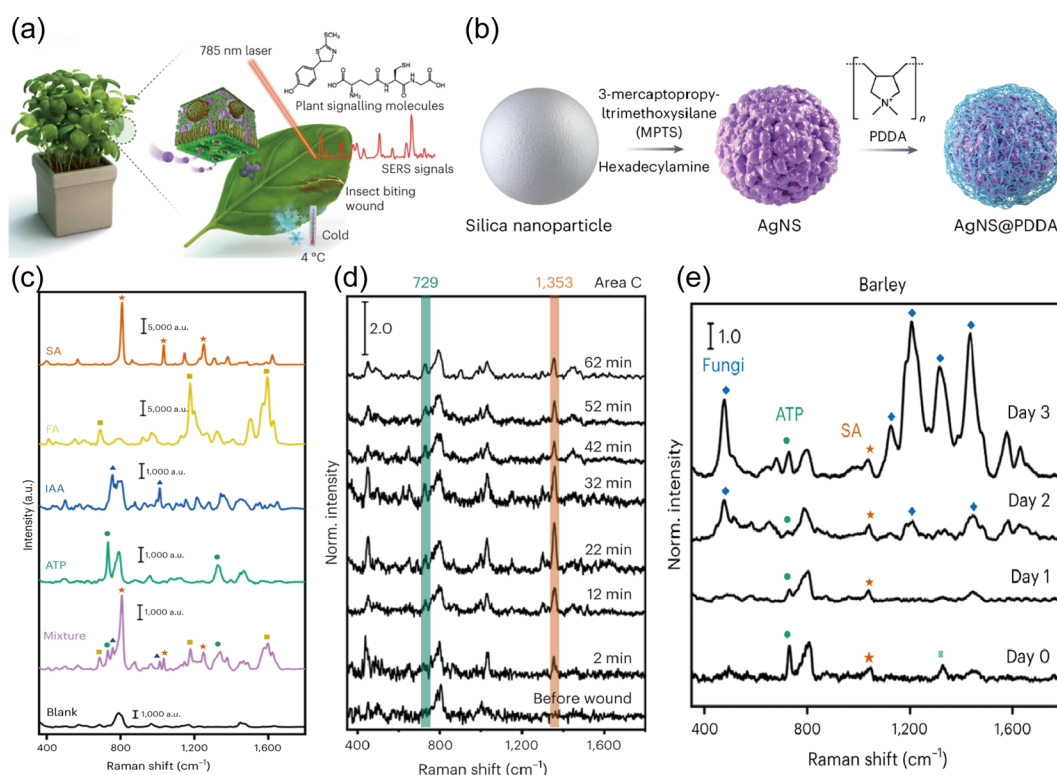 (a)
785 nm laser
SCH₃
S
N
HO
Plant signalling molecules
SERS signals
Insect biting
wound
Cold
4 °C
(b)
3-mercaptopropy-
ltrimethoxysilane
(MPTS)
Hexadecylamine
N⁺
n
PDDA
Silica nanoparticle
AgNS
AgNS@PDDA
(c)
SA
5,000 a.u.
FA
5,000 a.u.
IAA
1,000 a.u.
ATP
1,000 a.u.
Mixture
1,000 a.u.
Blank
1,000 a.u.
Intensity (a.u.)
400 800 1,200 1,600
Raman shift (cm⁻¹)
(d)
729 1,353 Area C
2.0
62 min
52 min
42 min
32 min
22 min
12 min
2 min
Before wound
Norm. intensity
400 800 1,200 1,600
Raman shift (cm⁻¹)
(e)
Barley
1.0
Fungi
ATP
SA
Day 3
Day 2
Day 1
Day 0
Norm. intensity
400 800 1,200 1,600
Raman shift (cm⁻¹)